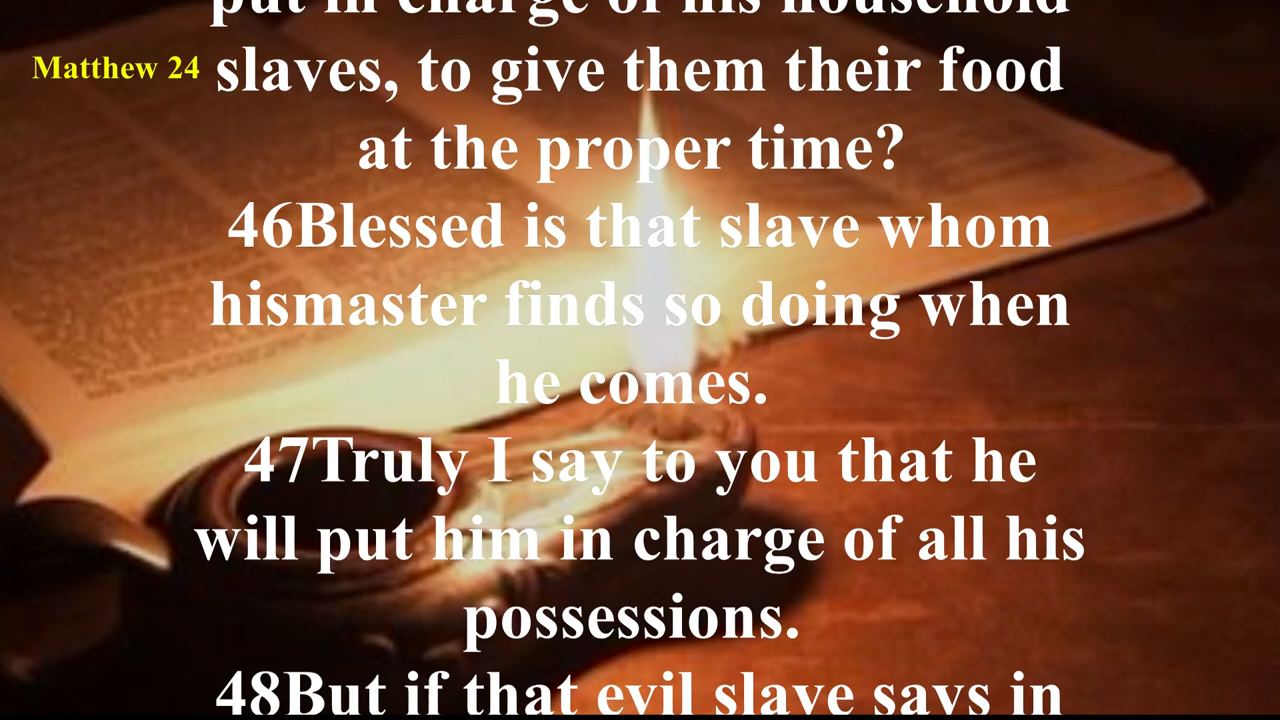 put in charge of his household
Matthew 24
slaves, to give them their food
at the proper time?
46Blessed is that slave whom
hismaster finds so doing when
he comes.
47Truly I say to you that he
will put him in charge of all his
possessions.
48But if that evil slave says in